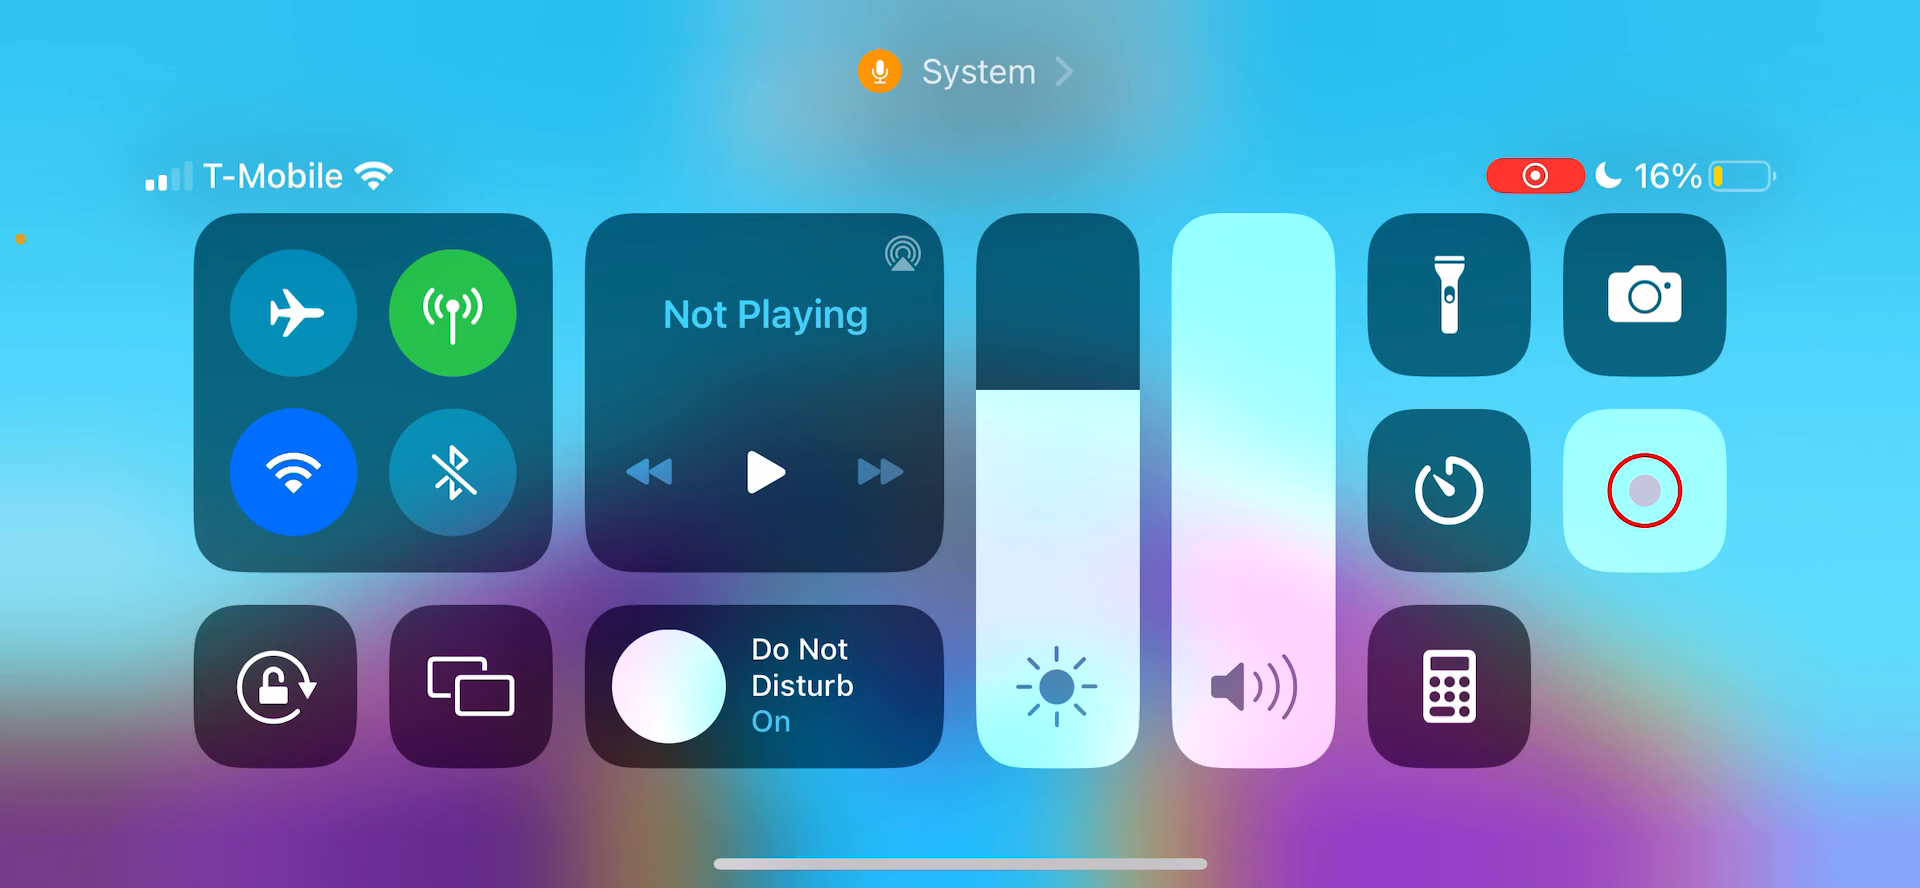 System
T-Mobile
16%
Not Playing
Do Not
Disturb
On